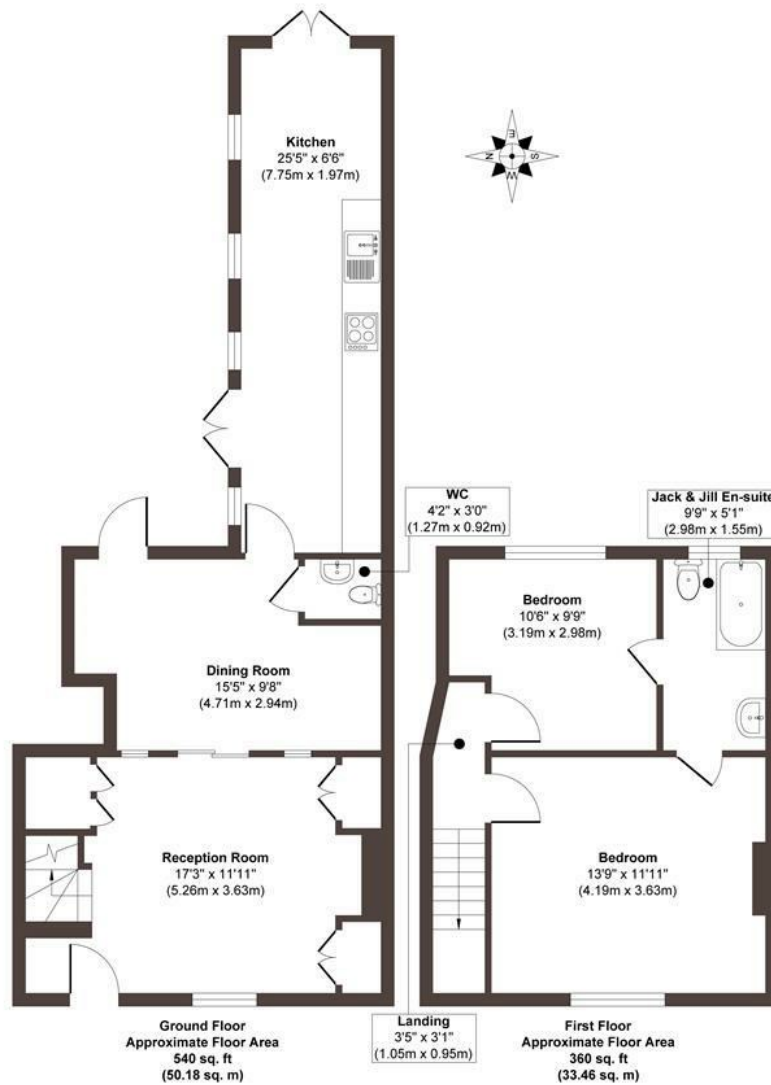 Kitchen
25'5" x 6'6"
(7.75m x 1.97m)
E
N
S
W
WC
4'2" x 3'0"
(1.27m x 0.92m)
Jack & Jill En-suite
9'9" x 5'1"
(2.98m x 1.55m)
Bedroom
10'6" x 9'9"
(3.19m x 2.98m)
Dining Room
15'5" x 9'8"
(4.71m x 2.94m)
Reception Room
17'3" x 11'11"
(5.26m x 3.63m)
Bedroom
13'9" x 11'11"
(4.19m x 3.63m)
Landing
3'5" x 3'1"
(1.05m x 0.95m)
Ground Floor
Approximate Floor Area
540 sq. ft
(50.18 sq. m)
First Floor
Approximate Floor Area
360 sq. ft
(33.46 sq. m)